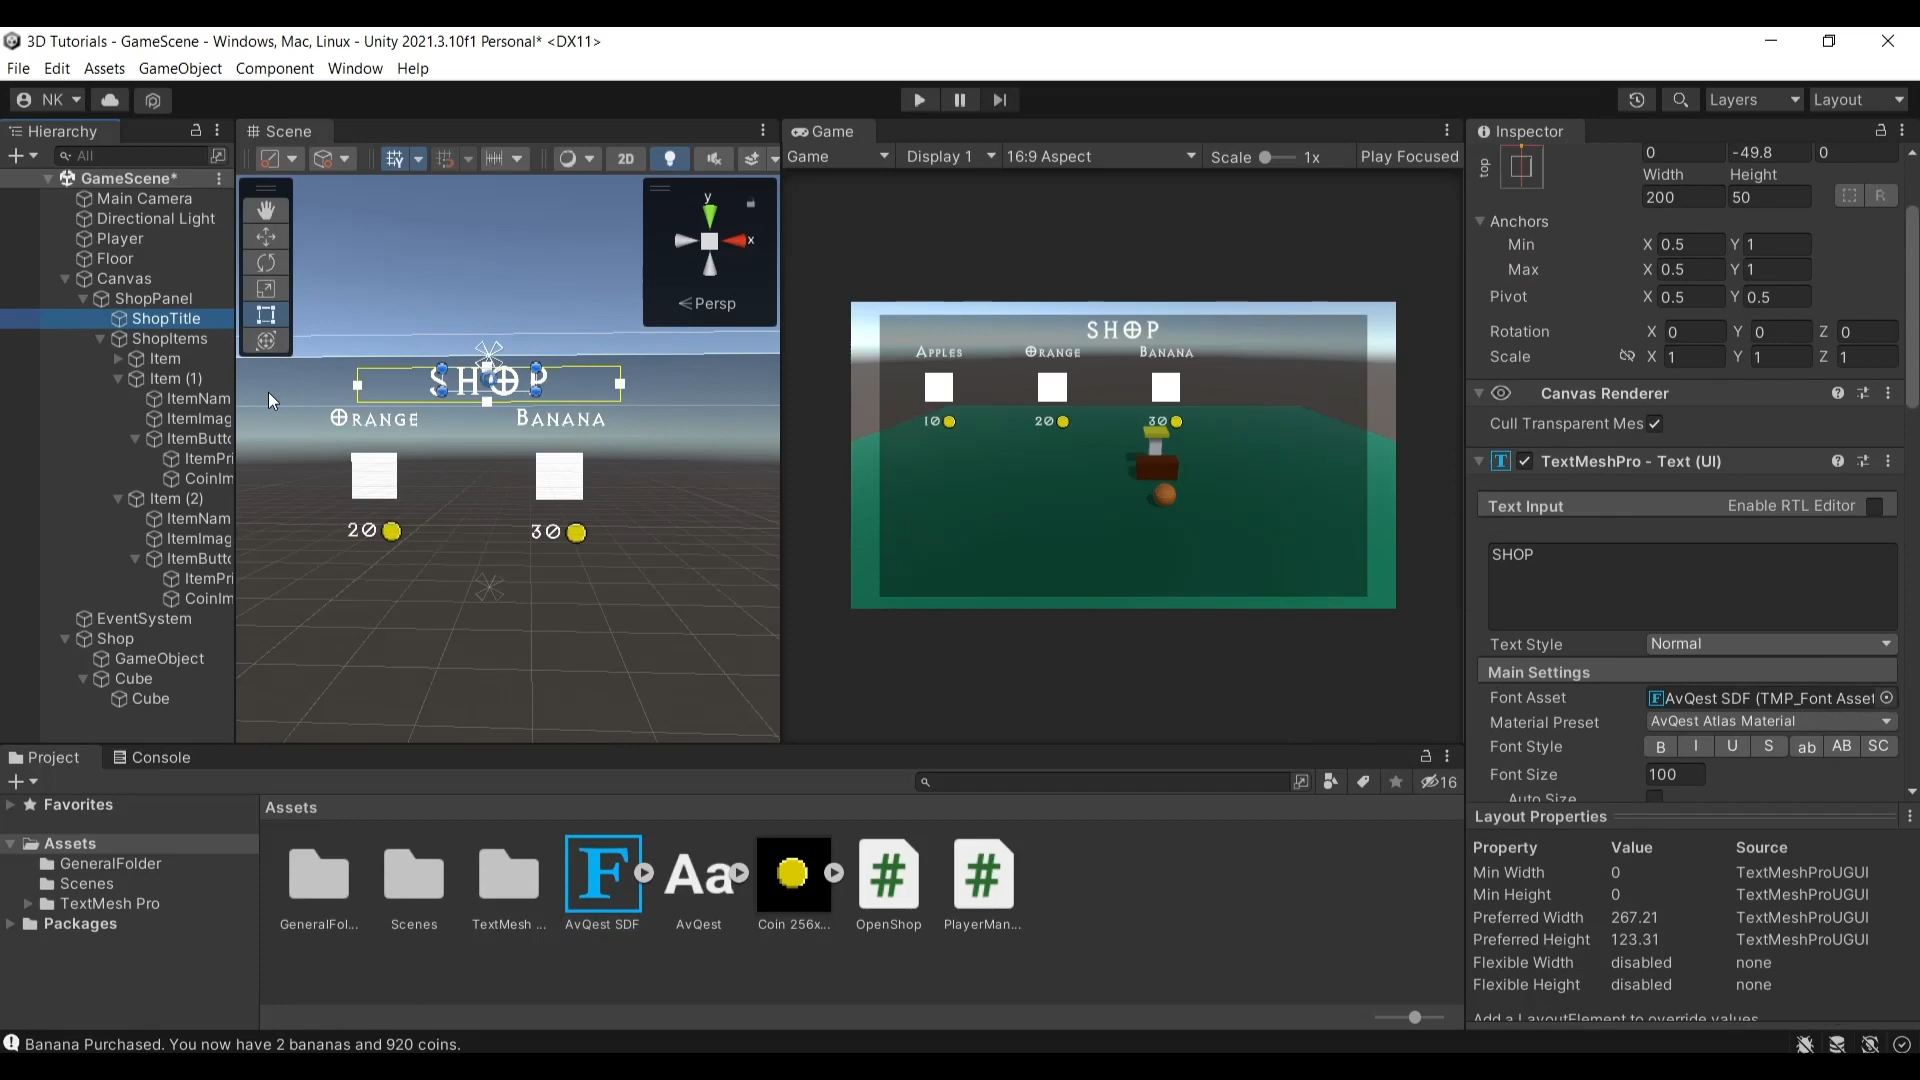 3D Tutorials - GameScene - Windows, Mac, Linux - Unity 2021.3.10f1 Personal* <DX11>
File Edit Assets GameObject Component Window Help
NK Layers Layout
Hierarchy
All
GameScene*
Main Camera
Directional Light
Player
Floor
Canvas
ShopPanel
ShopTitle
ShopItems
Item
Item (1)
ItemNam
ItemImag
ItemButto
ItemPri
CoinIm
Item (2)
ItemNam
ItemImag
ItemButto
ItemPri
CoinIm
EventSystem
Shop
GameObject
Cube
Cube
Scene
2D
y
x
Persp
SHOP
ORANGE BANANA
20 30
Game
Game Display 1 16:9 Aspect Scale 1x Play Focused
SHOP
APPLES ORANGE BANANA
10 20 30
Inspector
top
0 -49.8 0
Width Height
200 50
R
Anchors
Min X 0.5 Y 1
Max X 0.5 Y 1
Pivot X 0.5 Y 0.5
Rotation X 0 Y 0 Z 0
Scale X 1 Y 1 Z 1
Canvas Renderer
Cull Transparent Mes
T TextMeshPro - Text (UI)
Text Input Enable RTL Editor
SHOP
Text Style Normal
Main Settings
Font Asset F AvQest SDF (TMP_Font Asset
Material Preset AvQest Atlas Material
Font Style B I U S ab AB SC
Font Size 100
Auto Size
Layout Properties
Property Value Source
Min Width 0 TextMeshProUGUI
Min Height 0 TextMeshProUGUI
Preferred Width 267.21 TextMeshProUGUI
Preferred Height 123.31 TextMeshProUGUI
Flexible Width disabled none
Flexible Height disabled none
Add a LayoutElement to override values
Project Console
16
Favorites
Assets
GeneralFolder
Scenes
TextMesh Pro
Packages
Assets
F Aa # #
GeneralFol... Scenes TextMesh ... AvQest SDF AvQest Coin 256x... OpenShop PlayerMan...
Banana Purchased. You now have 2 bananas and 920 coins.